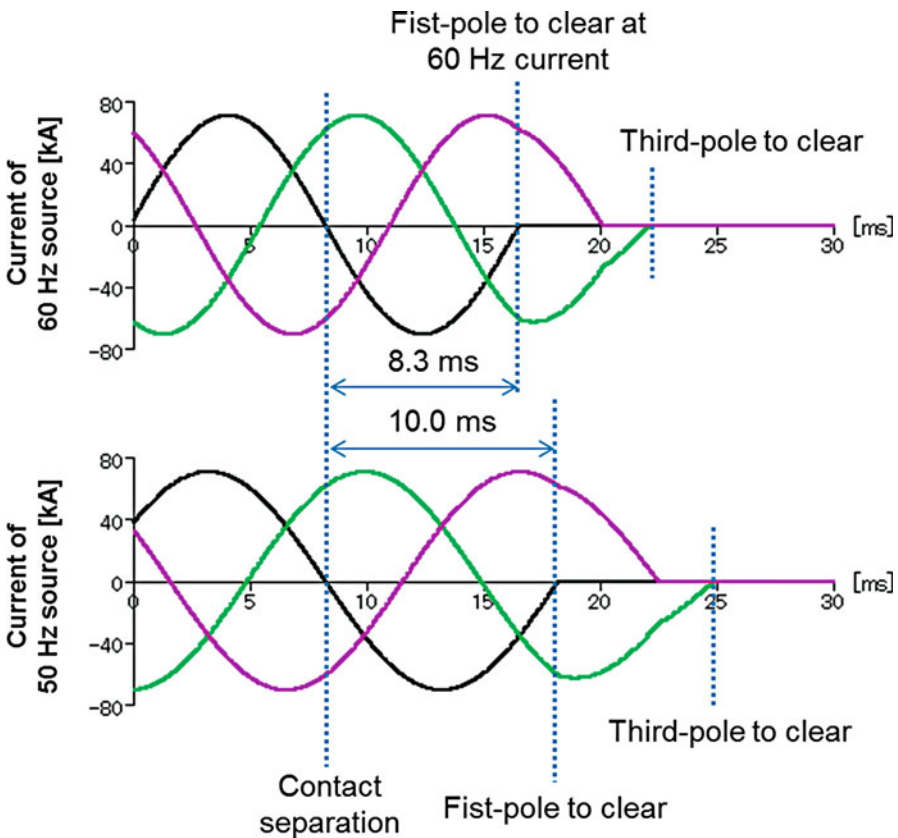 Fist-pole to clear at
60 Hz current
Third-pole to clear
Current of
60 Hz source [kA]
80
40
0
−40
−80
0
5
10
15
20
25
30
[ms]
8.3 ms
10.0 ms
Current of
50 Hz source [kA]
80
40
0
−40
−80
0
5
10
15
20
25
30
[ms]
Third-pole to clear
Contact
separation
Fist-pole to clear